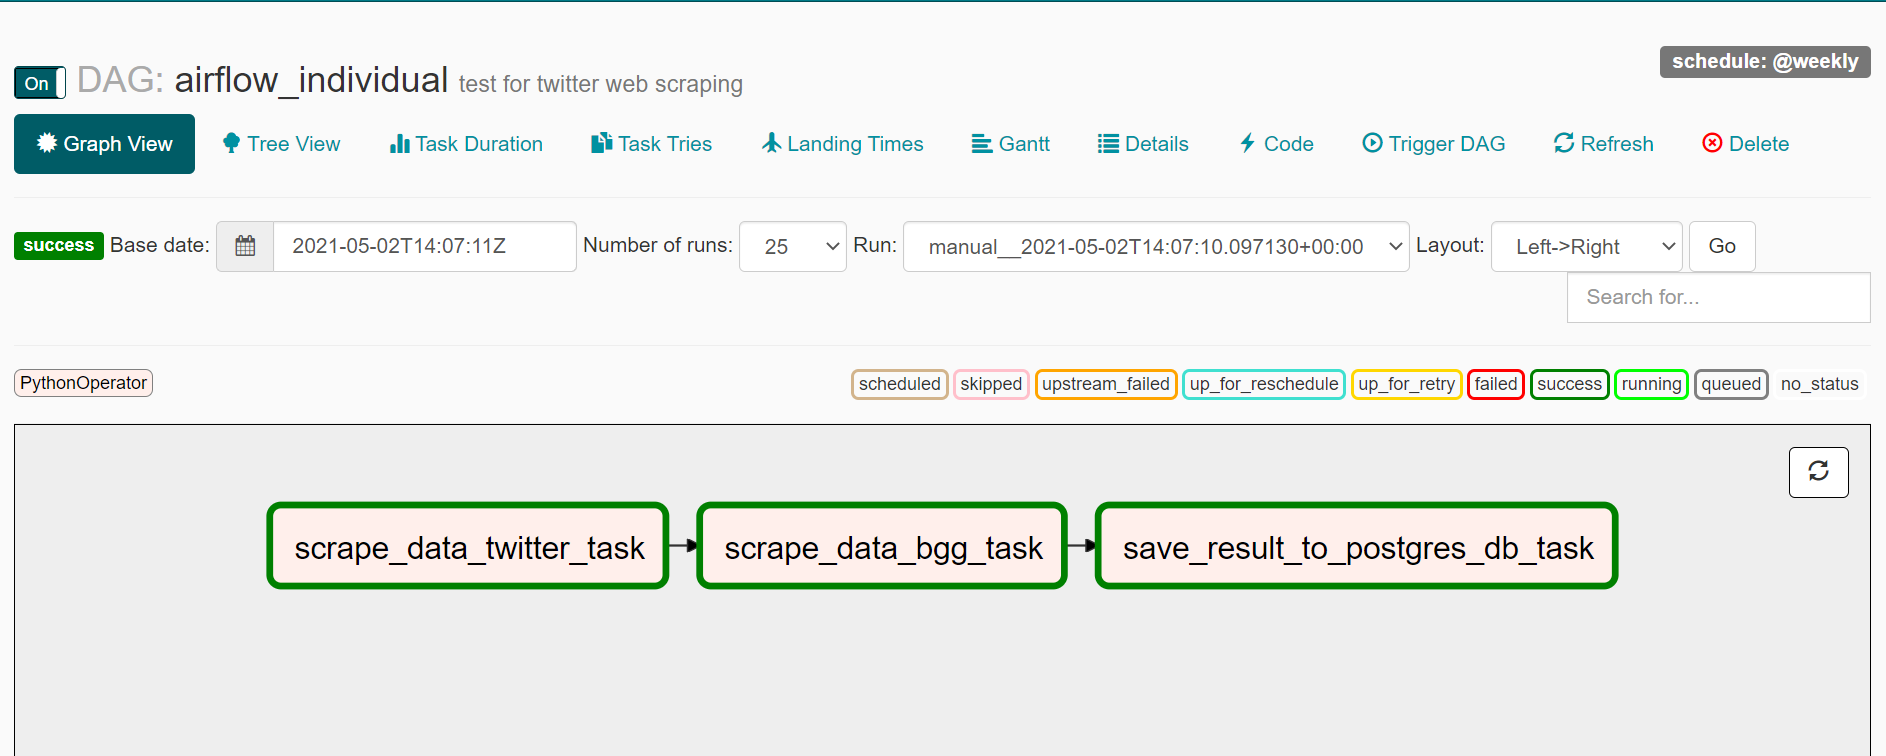 schedule: @weekly
On DAG: airflow_individual test for twitter web scraping
Graph View Tree View Task Duration Task Tries Landing Times Gantt Details Code Trigger DAG Refresh Delete
success Base date: 2021-05-02T14:07:11Z Number of runs: 25 Run: manual__2021-05-02T14:07:10.097130+00:00 Layout: Left->Right Go
Search for...
PythonOperator scheduled skipped upstream_failed up_for_reschedule up_for_retry failed success running queued no_status
scrape_data_twitter_task scrape_data_bgg_task save_result_to_postgres_db_task